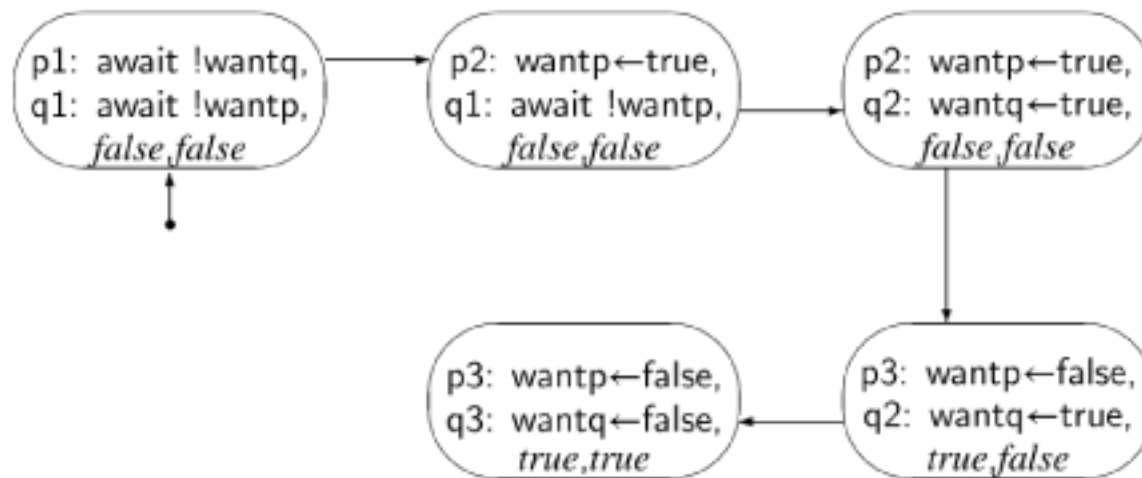 p1: await !wantq,
q1: await !wantp,
false,false
p2: wantp←true,
q1: await !wantp,
false,false
p2: wantp←true,
q2: wantq←true,
false,false
p3: wantp←false,
q3: wantq←false,
true,true
p3: wantp←false,
q2: wantq←true,
true,false